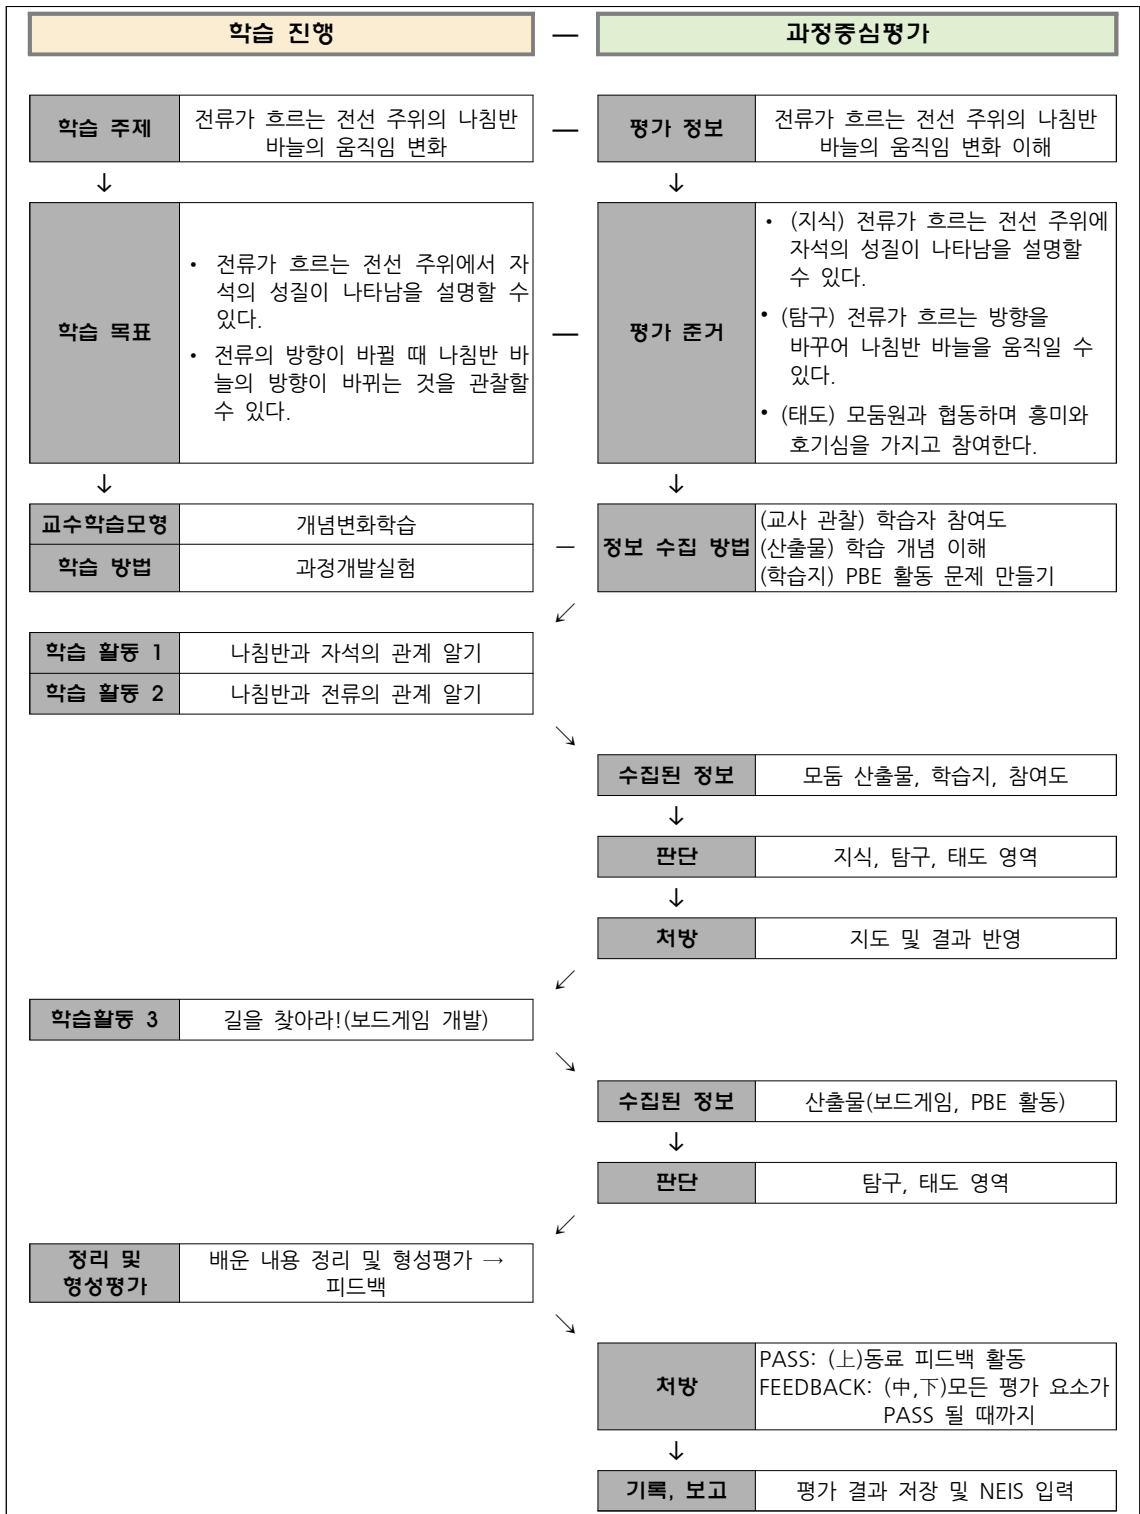 학습 진행 — 과정중심평가
학습 주제
전류가 흐르는 전선 주위의 나침반
바늘의 움직임 변화
—
평가 정보
전류가 흐르는 전선 주위의 나침반
바늘의 움직임 변화 이해
↓ ↓
학습 목표
• 전류가 흐르는 전선 주위에서 자
석의 성질이 나타남을 설명할 수
있다.
• 전류의 방향이 바뀔 때 나침반 바
늘의 방향이 바뀌는 것을 관찰할
수 있다.
—
평가 준거
• (지식) 전류가 흐르는 전선 주위에
자석의 성질이 나타남을 설명할
수 있다.
• (탐구) 전류가 흐르는 방향을
바꾸어 나침반 바늘을 움직일 수
있다.
• (태도) 모둠원과 협동하며 흥미와
호기심을 가지고 참여한다.
↓ ↓
교수학습모형 개념변화학습
학습 방법 과정개발실험
—
정보 수집 방법
(교사 관찰) 학습자 참여도
(산출물) 학습 개념 이해
(학습지) PBE 활동 문제 만들기
↙
학습 활동 1 나침반과 자석의 관계 알기
학습 활동 2 나침반과 전류의 관계 알기
↘
수집된 정보 모둠 산출물, 학습지, 참여도
↓
판단 지식, 탐구, 태도 영역
↓
처방 지도 및 결과 반영
↙
학습활동 3 길을 찾아라!(보드게임 개발)
↘
수집된 정보 산출물(보드게임, PBE 활동)
↓
판단 탐구, 태도 영역
↙
정리 및
형성평가
배운 내용 정리 및 형성평가 →
피드백
↘
처방
PASS: (上)동료 피드백 활동
FEEDBACK: (中,下)모든 평가 요소가
PASS 될 때까지
↓
기록, 보고 평가 결과 저장 및 NEIS 입력